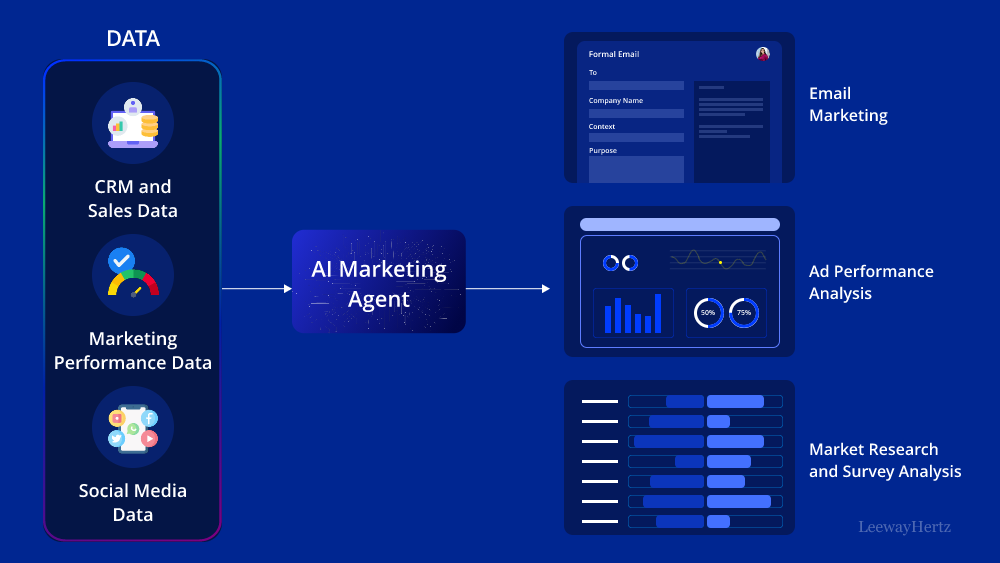 DATA
CRM and
Sales Data
Marketing
Performance Data
Social Media
Data
AI Marketing
Agent
Formal Email
To
Company Name
Context
Purpose
Email
Marketing
50%
75%
Ad Performance
Analysis
Market Research
and Survey Analysis
LeewayHertz